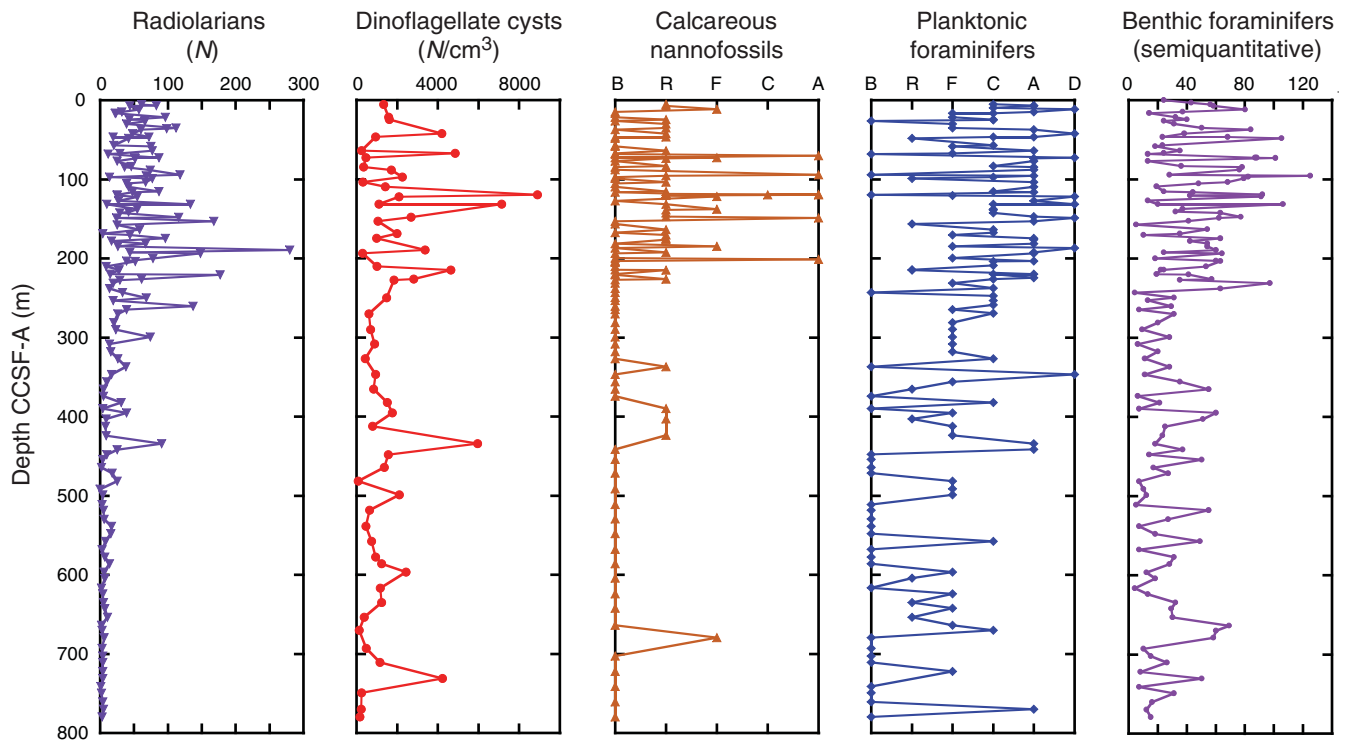 Radiolarians
(N)
Dinoflagellate cysts
(N/cm³)
Calcareous
nannofossils
Planktonic
foraminifers
Benthic foraminifers
(semiquantitative)
0 100 200 300
0 4000 8000
B R F C A
B R F C A D
0 40 80 120
Depth CCSF-A (m)
0
100
200
300
400
500
600
700
800